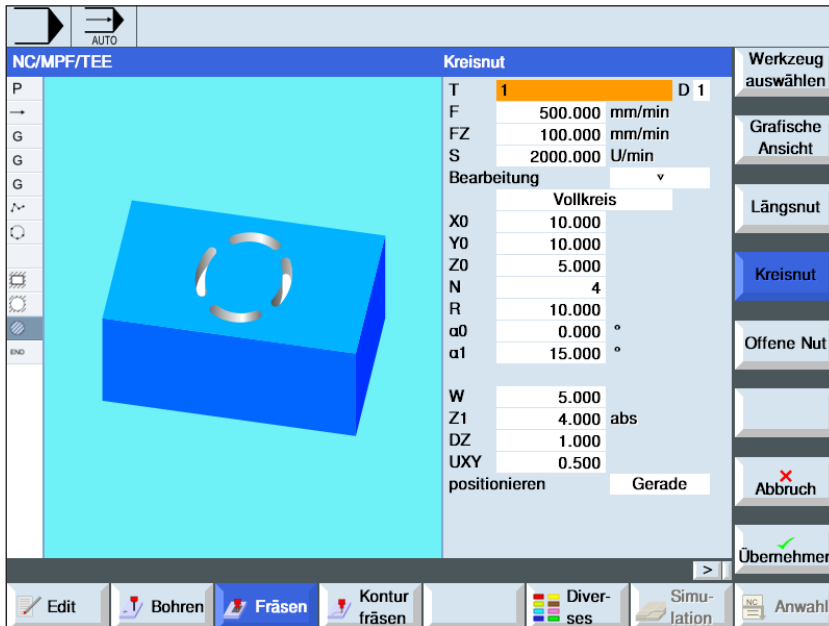 AUTO
NC/MPF/TEE
Kreisnut
P
G
G
G
END
T 1 D 1
F 500.000 mm/min
FZ 100.000 mm/min
S 2000.000 U/min
Bearbeitung ∨
Vollkreis
X0 10.000
Y0 10.000
Z0 5.000
N 4
R 10.000
α0 0.000 °
α1 15.000 °
W 5.000
Z1 4.000 abs
DZ 1.000
UXY 0.500
positionieren Gerade
Werkzeug
auswählen
Grafische
Ansicht
Längsnut
Kreisnut
Offene Nut
Abbruch
Übernehmen
>
Edit
Bohren
Fräsen
Kontur
fräsen
Diver-
ses
Simu-
lation
NC
Anwahl